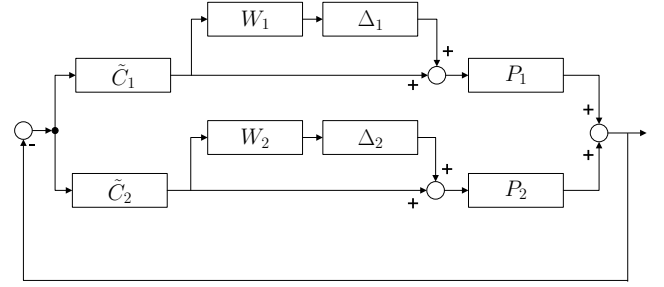 W₁ Δ₁
+
C̃₁ + P₁
+
W₂ Δ₂
- + +
C̃₂ + P₂